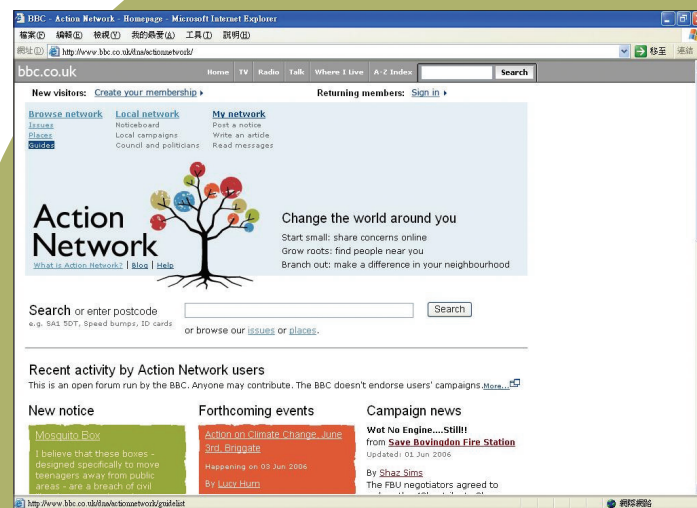 BBC - Action Network - Homepage - Microsoft Internet Explorer
檔案(F) 編輯(E) 檢視(V) 我的最愛(A) 工具(T) 說明(H)
網址(D) http://www.bbc.co.uk/dna/actionnetwork/ 移至 連結
bbc.co.uk Home TV Radio Talk Where I Live A-Z Index Search
New visitors: Create your membership Returning members: Sign in
Browse network Local network My network
Issues Noticeboard Post a notice
Places Local campaigns Write an article
Guides Council and politicians Read messages
Action
Network
What is Action Network? | Blog | Help
Change the world around you
Start small: share concerns online
Grow roots: find people near you
Branch out: make a difference in your neighbourhood
Search or enter postcode Search
e.g. SA1 5DT, Speed bumps, ID cards
or browse our issues or places.
Recent activity by Action Network users
This is an open forum run by the BBC. Anyone may contribute. The BBC doesn't endorse users' campaigns. More...
New notice
Mosquito Box
I believe that these boxes -
designed specifically to move
teenagers away from public
areas - are a breach of civil
Forthcoming events
Action on Climate Change, June
3rd, Briggate
Happening on 03 Jun 2006
By Lucy Hurn
Campaign news
Wot No Engine....Still!!
from Save Bovingdon Fire Station
Updated: 01 Jun 2006
By Shaz Sims
The FBU negotiators agreed to
http://www.bbc.co.uk/dna/actionnetwork/guidelist 網際網路